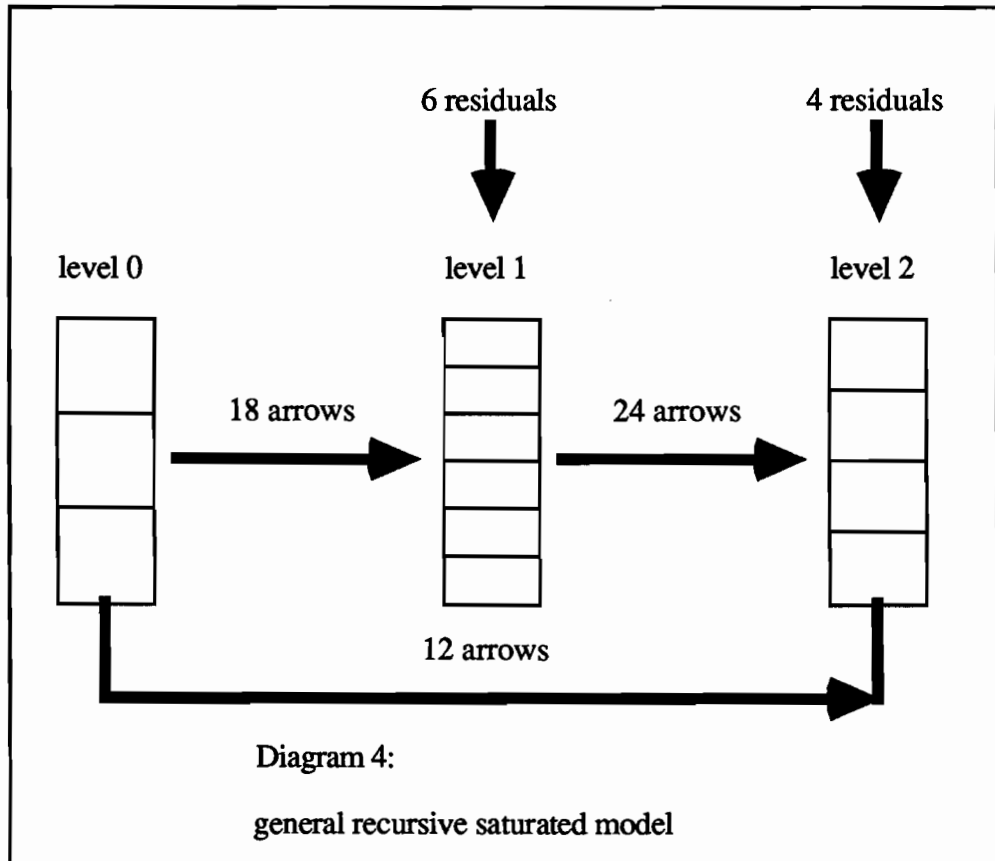 6 residuals
4 residuals
level 0
level 1
level 2
18 arrows
24 arrows
12 arrows
Diagram 4:
general recursive saturated model